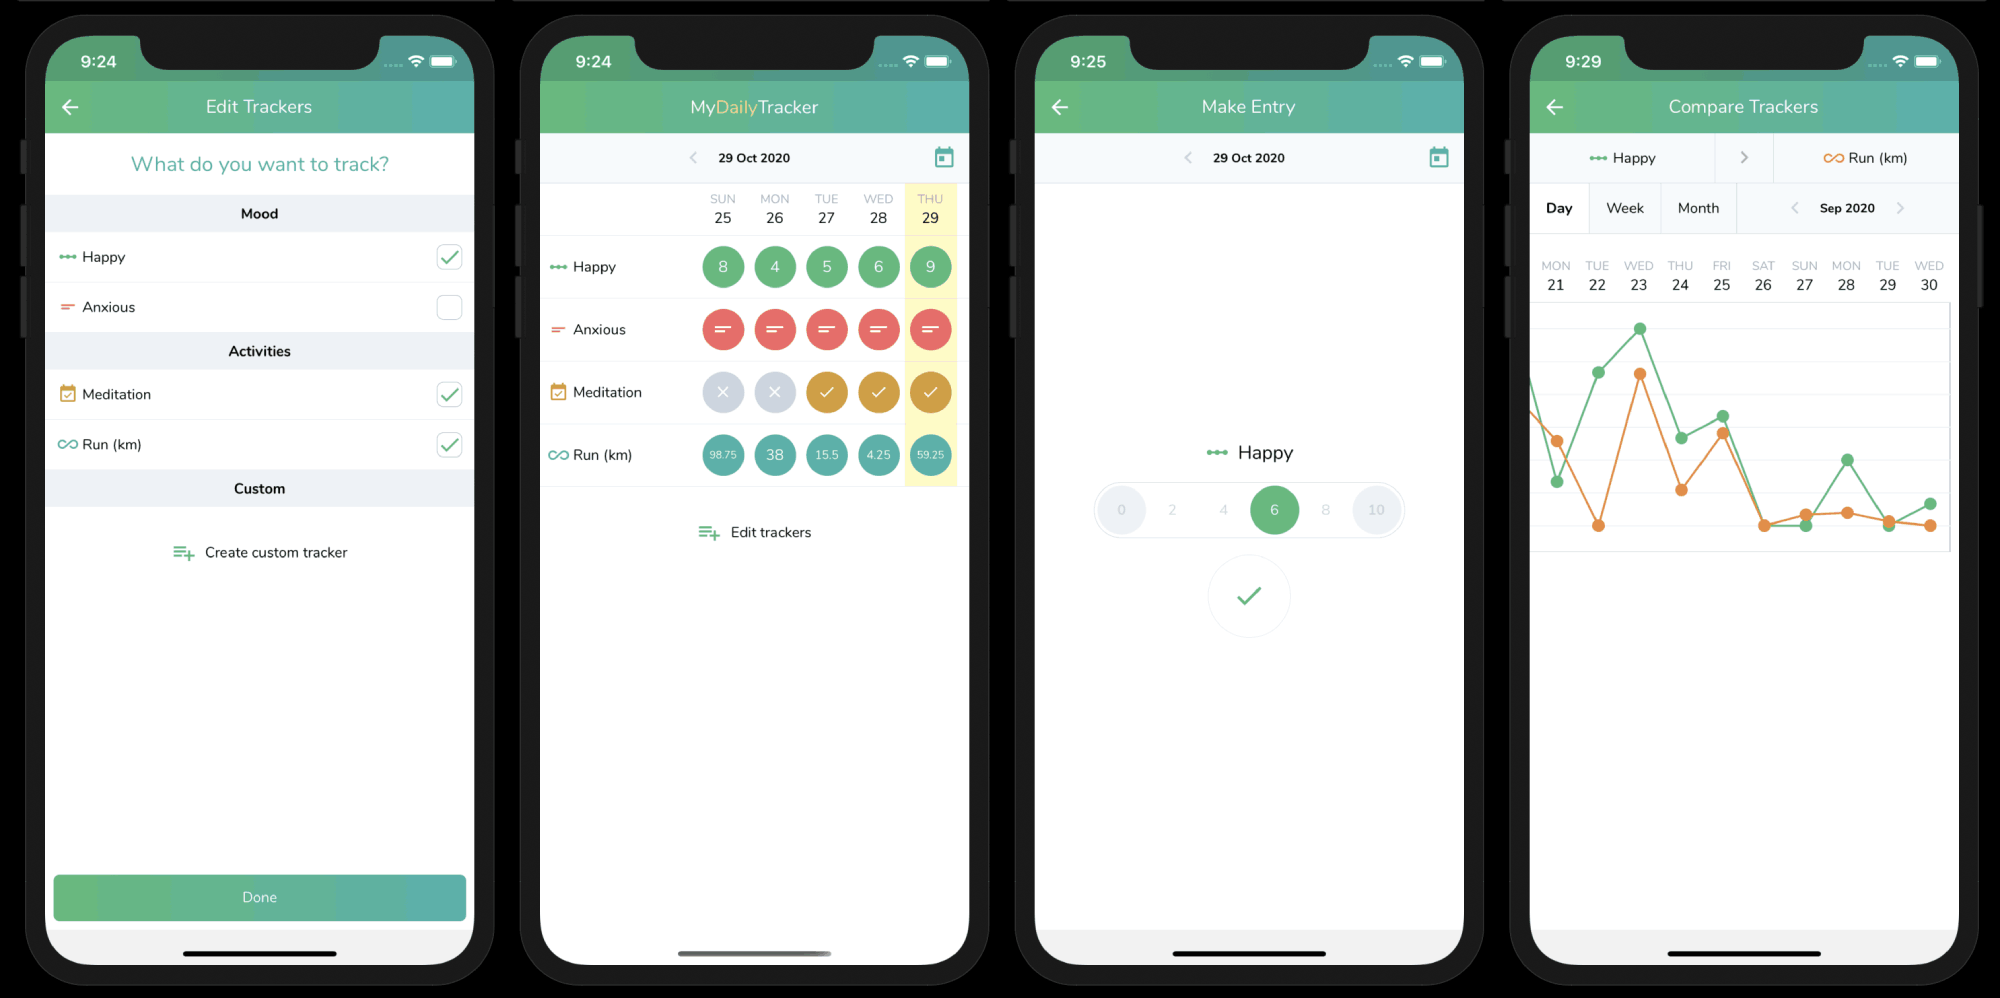 9:24
Edit Trackers
What do you want to track?
Mood
Happy
Anxious
Activities
Meditation
Run (km)
Custom
Create custom tracker
Done
9:24
MyDailyTracker
29 Oct 2020
SUN MON TUE WED THU
25 26 27 28 29
Happy 8 4 5 6 9
Anxious
Meditation
Run (km) 98.75 38 15.5 4.25 59.25
Edit trackers
9:25
Make Entry
29 Oct 2020
Happy
0 2 4 6 8 10
9:29
Compare Trackers
Happy Run (km)
Day Week Month Sep 2020
MON TUE WED THU FRI SAT SUN MON TUE WED
21 22 23 24 25 26 27 28 29 30